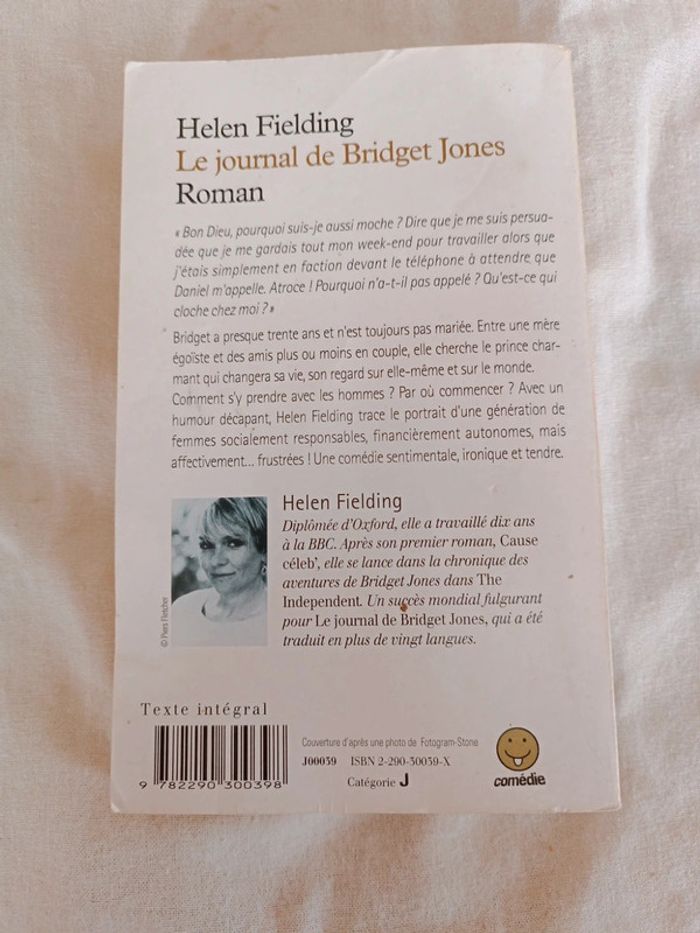 Helen Fielding
Le journal de Bridget Jones
Roman
« Bon Dieu, pourquoi suis-je aussi moche ? Dire que je me suis persua-
dée que je me gardais tout mon week-end pour travailler alors que
j'étais simplement en faction devant le téléphone à attendre que
Daniel m'appelle. Atroce ! Pourquoi n'a-t-il pas appelé ? Qu'est-ce qui
cloche chez moi ? »
Bridget a presque trente ans et n'est toujours pas mariée. Entre une mère
égoïste et des amis plus ou moins en couple, elle cherche le prince char-
mant qui changera sa vie, son regard sur elle-même et sur le monde.
Comment s'y prendre avec les hommes ? Par où commencer ? Avec un
humour décapant, Helen Fielding trace le portrait d'une génération de
femmes socialement responsables, financièrement autonomes, mais
affectivement... frustrées ! Une comédie sentimentale, ironique et tendre.
Helen Fielding
Diplômée d'Oxford, elle a travaillé dix ans
à la BBC. Après son premier roman, Cause
céleb', elle se lance dans la chronique des
aventures de Bridget Jones dans The
Independent. Un succès mondial fulgurant
pour Le journal de Bridget Jones, qui a été
traduit en plus de vingt langues.
© Piers Fletcher
Texte intégral
Couverture d'après une photo de Fotogram-Stone
J00039 ISBN 2-290-30039-X
Catégorie J
9 782290 300398
comédie